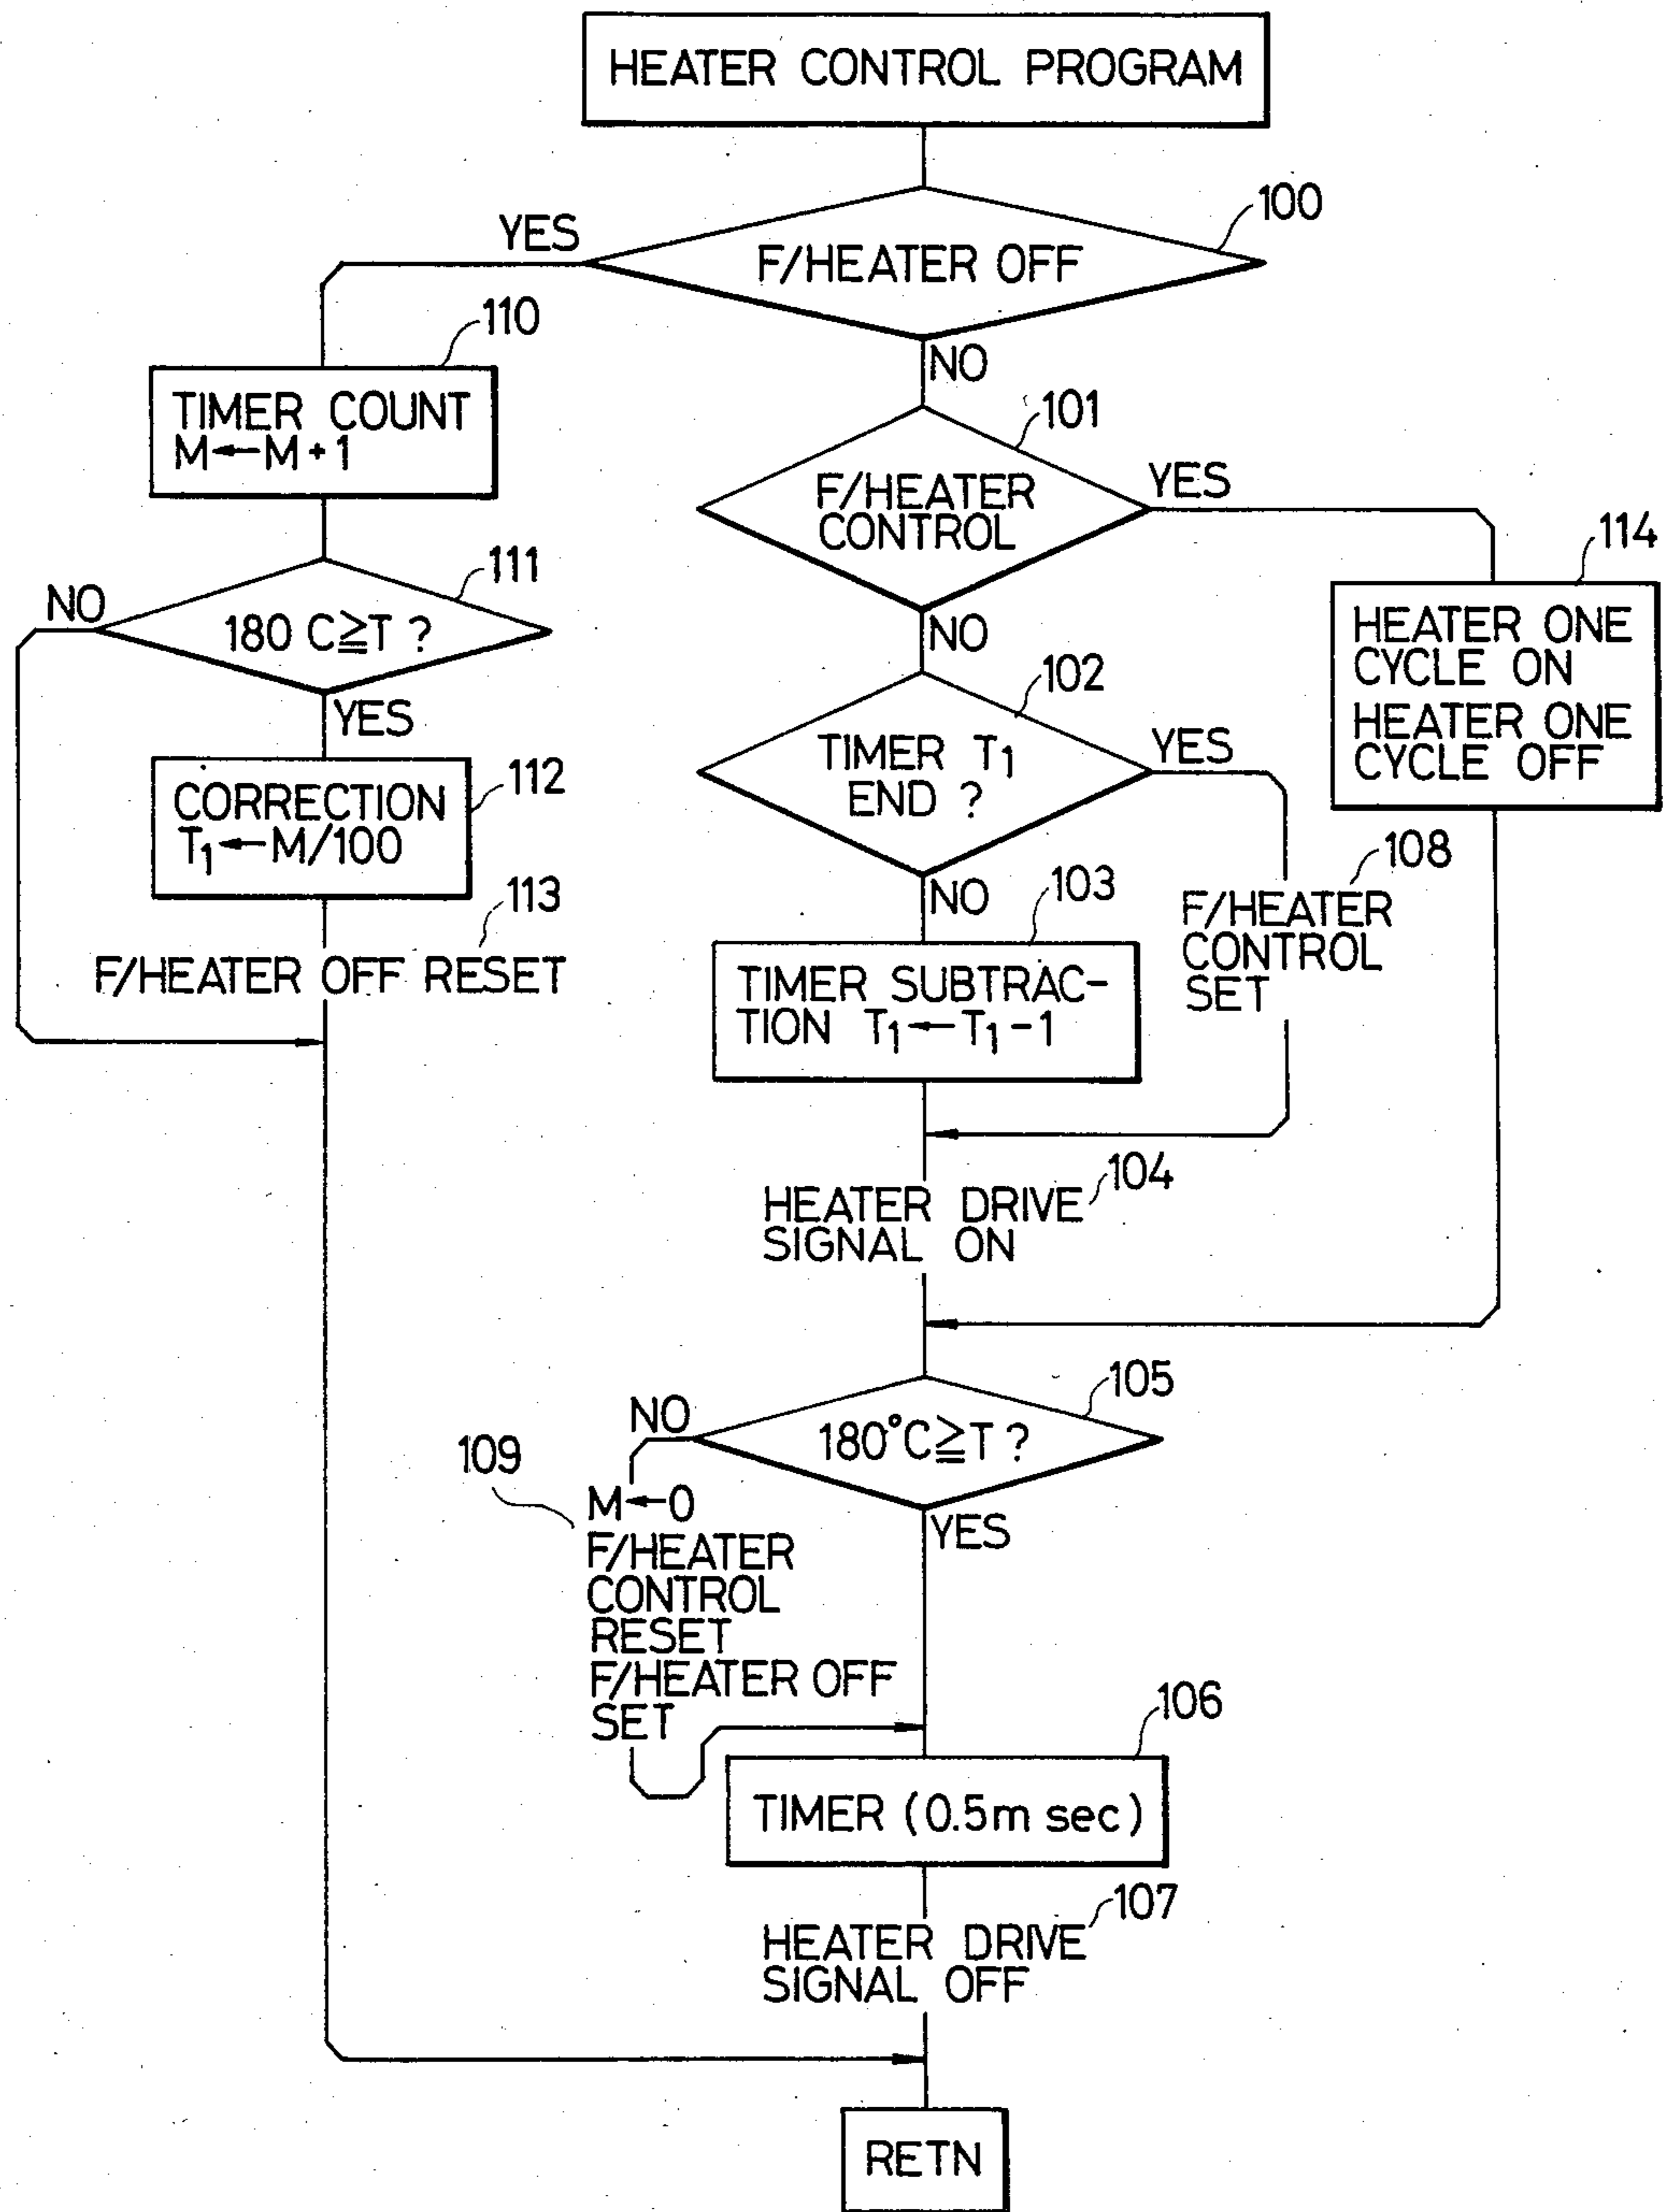 HEATER CONTROL PROGRAM
100
YES
F/HEATER OFF
NO
110
TIMER COUNT
M←M+1
101
F/HEATER
CONTROL
YES
NO
114
HEATER ONE
CYCLE ON
HEATER ONE
CYCLE OFF
111
NO
180 C≧T ?
YES
102
TIMER T₁
END ?
YES
NO
112
CORRECTION
T₁←M/100
113
F/HEATER OFF RESET
108
F/HEATER
CONTROL
SET
103
TIMER SUBTRAC-
TION T₁←T₁-1
104
HEATER DRIVE
SIGNAL ON
105
NO
180°C≧T ?
YES
109
M←0
F/HEATER
CONTROL
RESET
F/HEATER OFF
SET
106
TIMER (0.5m sec)
107
HEATER DRIVE
SIGNAL OFF
RETN